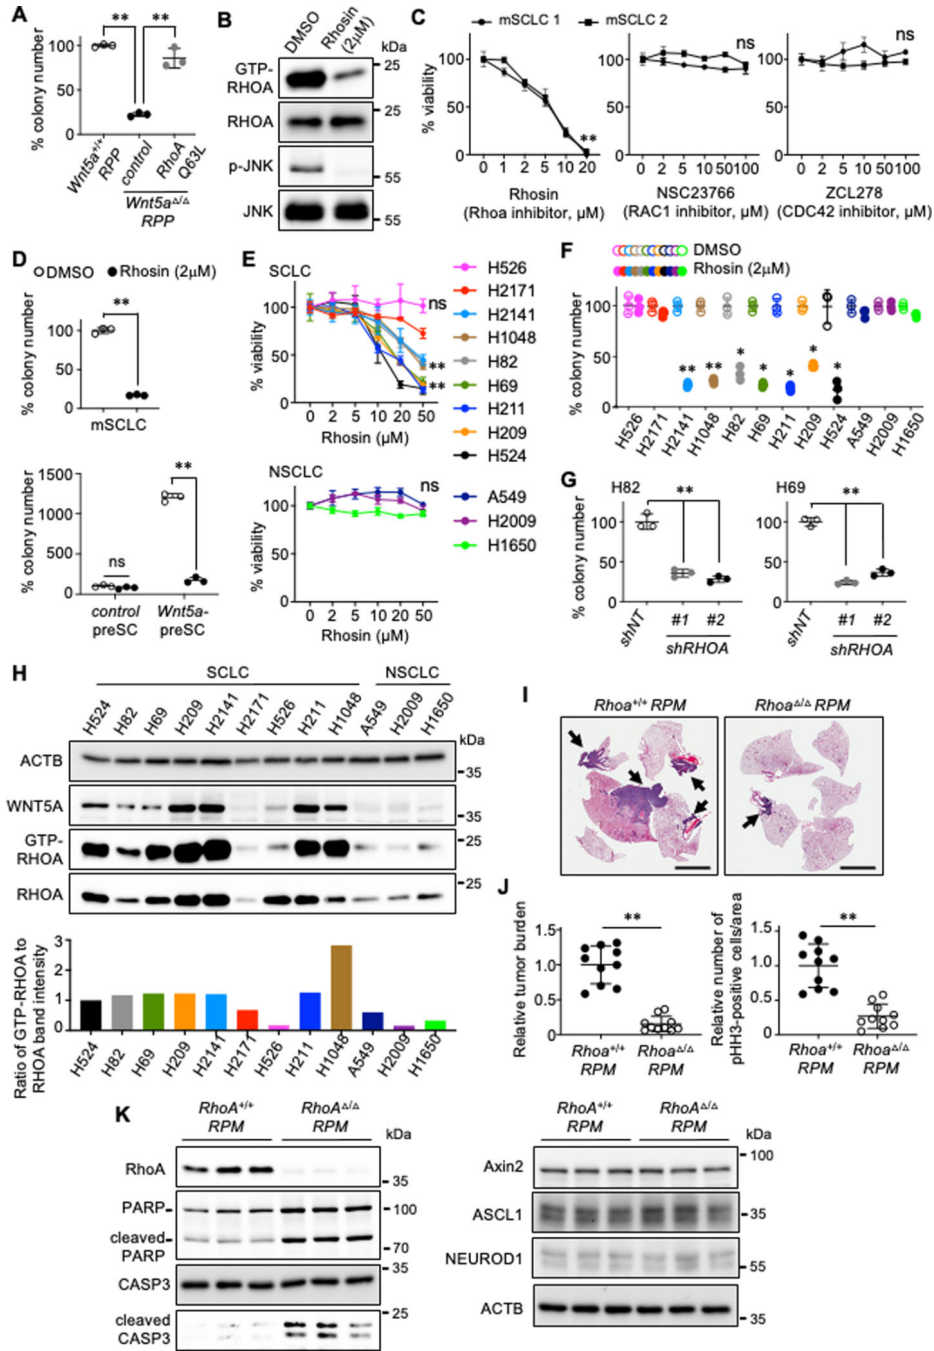 A
**
**
% colony number
100
50
0
Wnt5a+/+
RPP
control
RhoA
Q63L
Wnt5aΔ/Δ
RPP
B
DMSO
Rhosin
(2μM)
kDa
GTP-
RHOA
25
RHOA
25
p-JNK
55
JNK
55
C
mSCLC 1
mSCLC 2
% viability
100
50
0 1 2 5 10 20
**
Rhosin
(Rhoa inhibitor, μM)
100
50
ns
0 2 5 10 50 100
NSC23766
(RAC1 inhibitor, μM)
100
50
ns
0 2 5 10 50 100
ZCL278
(CDC42 inhibitor, μM)
D
DMSO
Rhosin (2μM)
**
% colony number
100
50
0
mSCLC
% colony number
1500
1000
500
100
0
ns
**
control
preSC
Wnt5a-
preSC
E
SCLC
% viability
100
50
0
ns
**
**
0 2 5 10 20 50
Rhosin (μM)
NSCLC
% viability
100
50
0
ns
0 2 5 10 20 50
Rhosin (μM)
H526
H2171
H2141
H1048
H82
H69
H211
H209
H524
A549
H2009
H1650
F
DMSO
Rhosin (2μM)
% colony number
100
50
0
** ** * * * * *
H526
H2171
H2141
H1048
H82
H69
H211
H209
H524
A549
H2009
H1650
G
H82
**
% colony number
100
50
0
shNT
#1
#2
shRHOA
H69
**
100
50
0
shNT
#1
#2
shRHOA
H
SCLC
NSCLC
H524
H82
H69
H209
H2141
H2171
H526
H211
H1048
A549
H2009
H1650
kDa
ACTB
35
WNT5A
35
GTP-
RHOA
25
RHOA
25
Ratio of GTP-RHOA to
RHOA band intensity
3
2
1
0
H524
H82
H69
H209
H2141
H2171
H526
H211
H1048
A549
H2009
H1650
I
Rhoa+/+ RPM
RhoaΔ/Δ RPM
J
Relative tumor burden
1.5
1.0
0.5
0
**
Rhoa+/+
RPM
RhoaΔ/Δ
RPM
Relative number of
pHH3-positive cells/area
1.5
1.0
0.5
0
**
Rhoa+/+
RPM
RhoaΔ/Δ
RPM
K
RhoA+/+
RPM
RhoAΔ/Δ
RPM
kDa
RhoA
35
PARP
100
cleaved
PARP
70
CASP3
35
cleaved
CASP3
25
RhoA+/+
RPM
RhoAΔ/Δ
RPM
kDa
Axin2
100
ASCL1
35
NEUROD1
55
ACTB
35